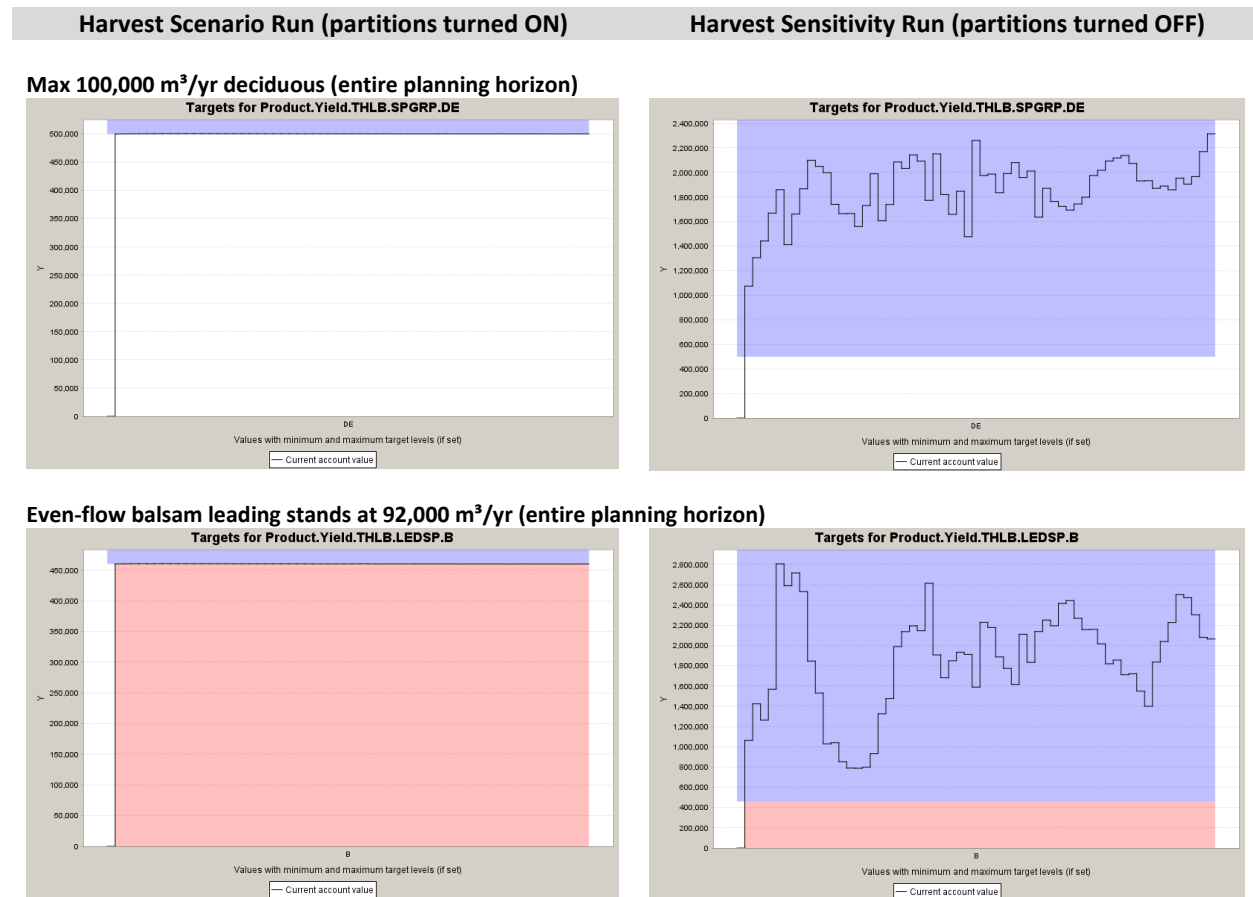 Harvest Scenario Run (partitions turned ON)
Harvest Sensitivity Run (partitions turned OFF)
Max 100,000 m³/yr deciduous (entire planning horizon)
Targets for Product.Yield.THLB.SPGRP.DE
500,000
450,000
400,000
350,000
300,000
250,000
200,000
150,000
100,000
50,000
0
Y
DE
Values with minimum and maximum target levels (if set)
— Current account value
Targets for Product.Yield.THLB.SPGRP.DE
2,400,000
2,200,000
2,000,000
1,800,000
1,600,000
1,400,000
1,200,000
1,000,000
800,000
600,000
400,000
200,000
0
Y
DE
Values with minimum and maximum target levels (if set)
— Current account value
Even-flow balsam leading stands at 92,000 m³/yr (entire planning horizon)
Targets for Product.Yield.THLB.LEDSP.B
450,000
400,000
350,000
300,000
250,000
200,000
150,000
100,000
50,000
0
Y
B
Values with minimum and maximum target levels (if set)
— Current account value
Targets for Product.Yield.THLB.LEDSP.B
2,800,000
2,600,000
2,400,000
2,200,000
2,000,000
1,800,000
1,600,000
1,400,000
1,200,000
1,000,000
800,000
600,000
400,000
200,000
0
Y
B
Values with minimum and maximum target levels (if set)
— Current account value